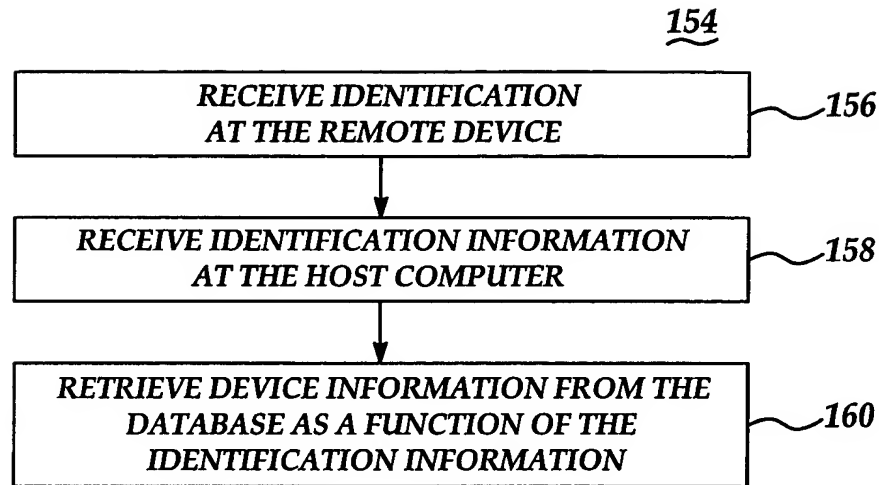 154
RECEIVE IDENTIFICATION
AT THE REMOTE DEVICE
156
RECEIVE IDENTIFICATION INFORMATION
AT THE HOST COMPUTER
158
RETRIEVE DEVICE INFORMATION FROM THE
DATABASE AS A FUNCTION OF THE
IDENTIFICATION INFORMATION
160